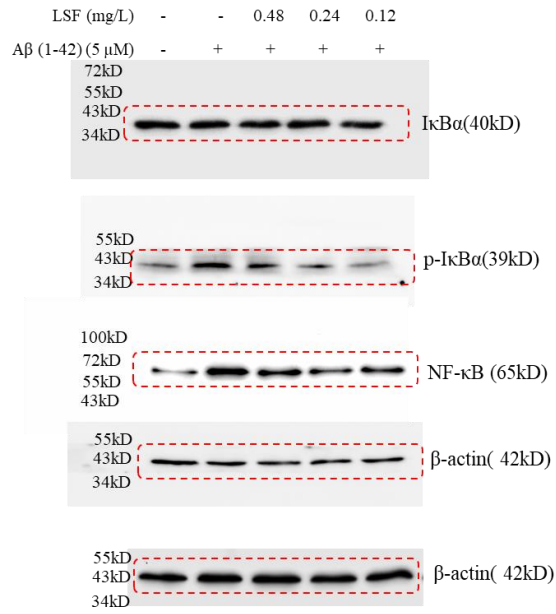 LSF (mg/L) - - 0.48 0.24 0.12
Aβ (1-42) (5 μM) - + + + +
72kD
55kD
43kD
34kD
IκBα(40kD)
55kD
43kD
34kD
p-IκBα(39kD)
100kD
72kD
55kD
43kD
NF-κB (65kD)
55kD
43kD
34kD
β-actin( 42kD)
55kD
43kD
34kD
β-actin( 42kD)